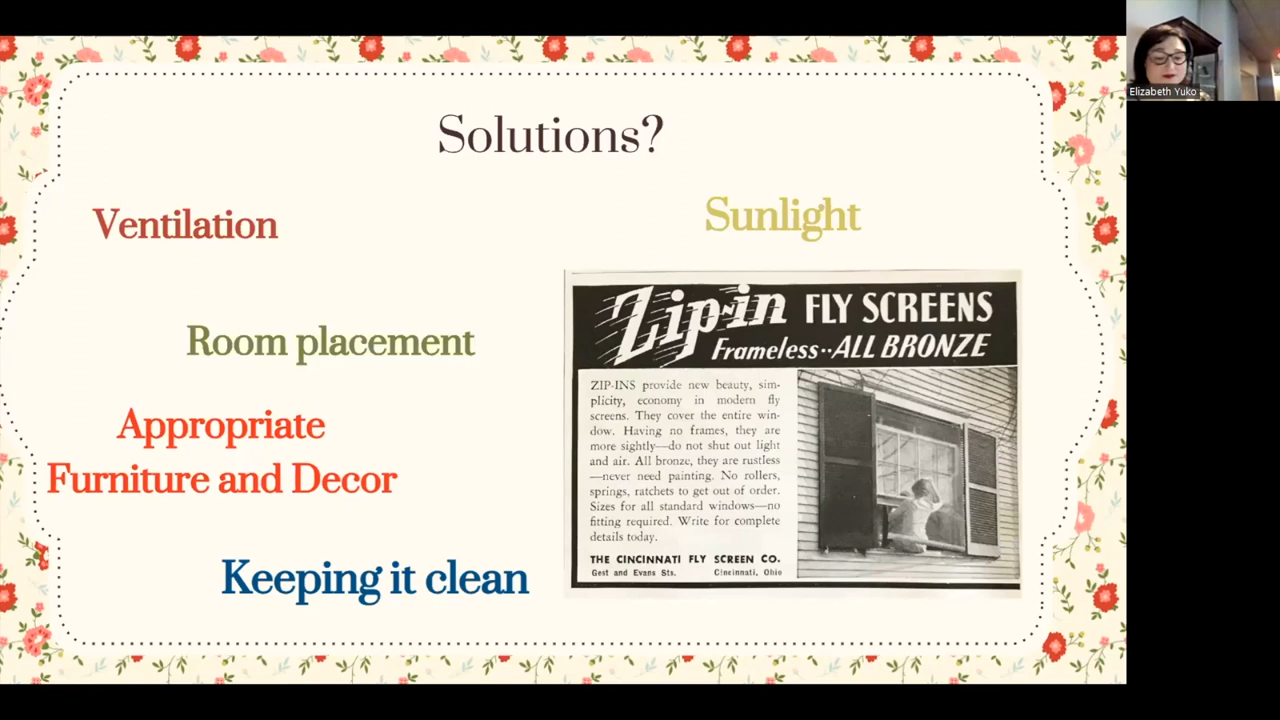 Solutions?
Ventilation
Sunlight
Room placement
Appropriate
Furniture and Decor
Keeping it clean
Zip-in FLY SCREENS
Frameless··ALL BRONZE
ZIP-INS provide new beauty, sim-
plicity, economy in modern fly
screens. They cover the entire win-
dow. Having no frames, they are
more sightly—do not shut out light
and air. All bronze, they are rustless
—never need painting. No rollers,
springs, ratchets to get out of order.
Sizes for all standard windows—no
fitting required. Write for complete
details today.
THE CINCINNATI FLY SCREEN CO.
Gest and Evans Sts. Cincinnati, Ohio
Elizabeth Yuko